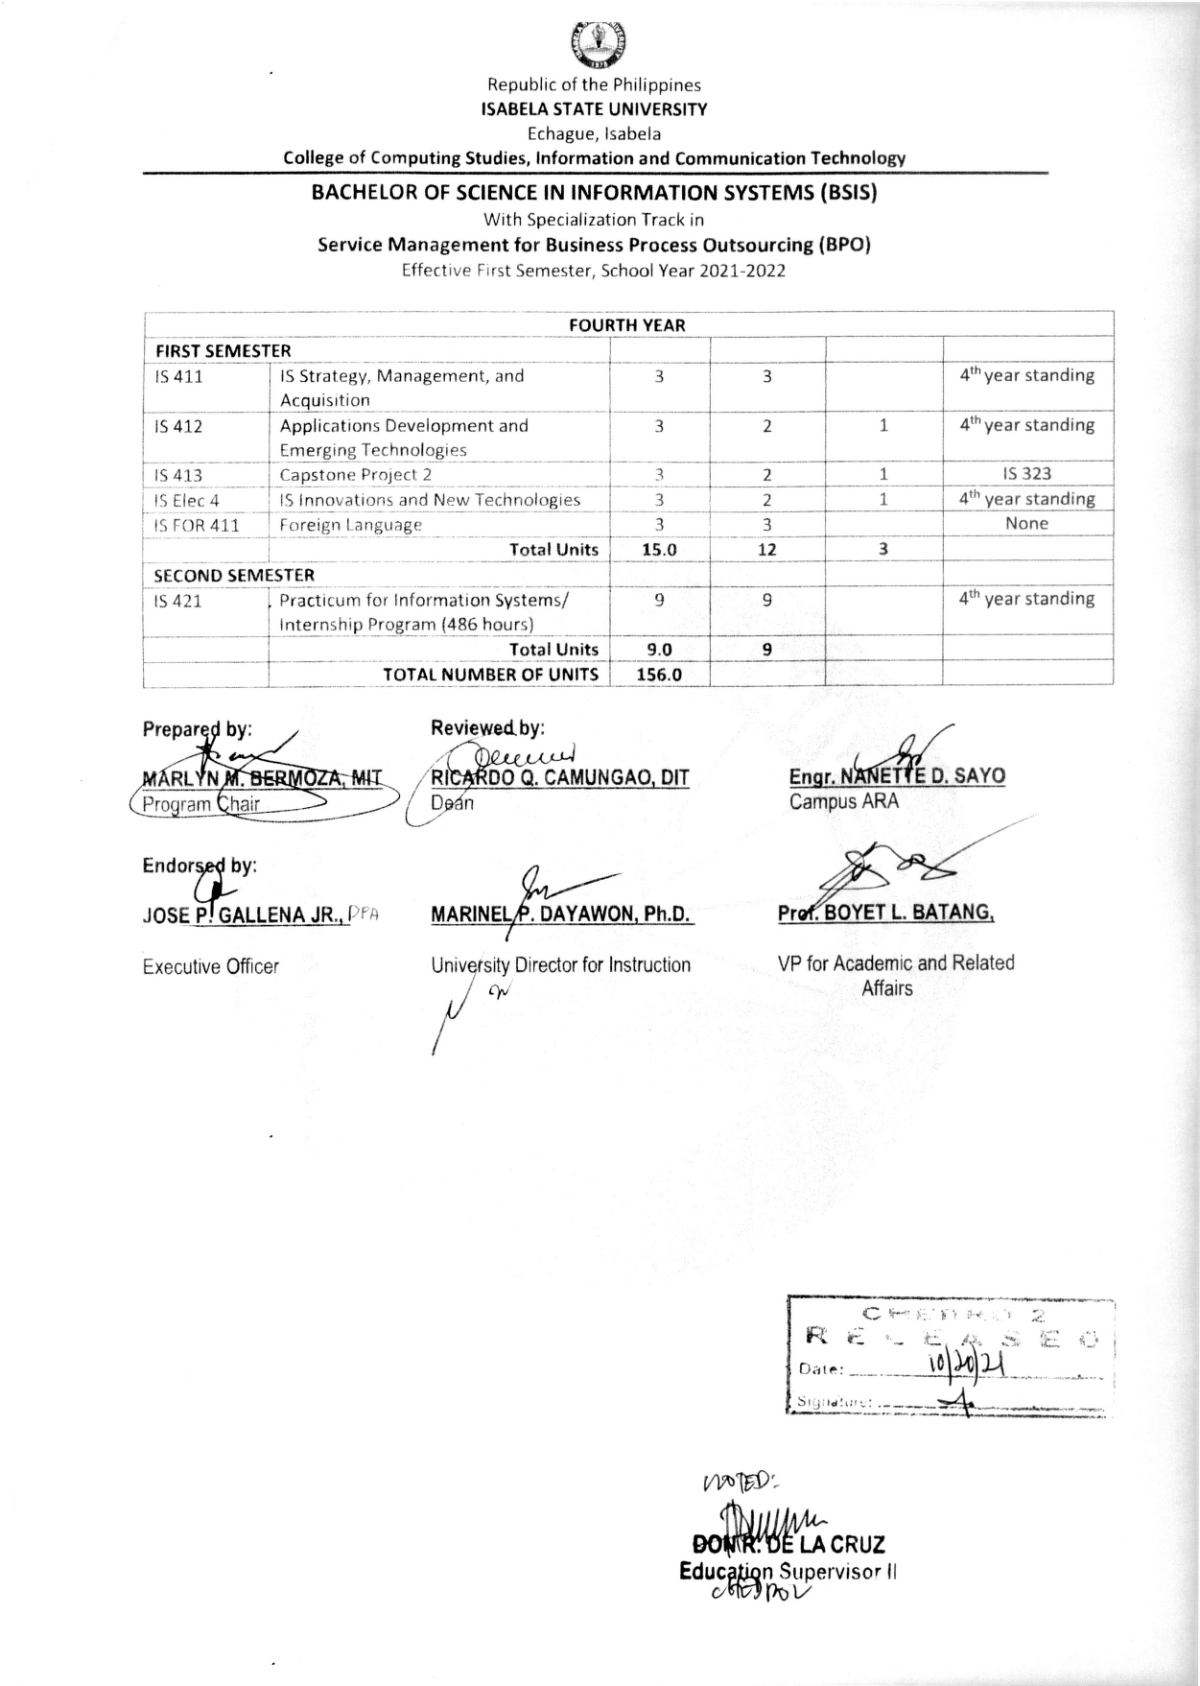 Republic of the Philippines
ISABELA STATE UNIVERSITY
Echague, Isabela
College of Computing Studies, Information and Communication Technology
BACHELOR OF SCIENCE IN INFORMATION SYSTEMS (BSIS)
With Specialization Track in
Service Management for Business Process Outsourcing (BPO)
Effective First Semester, School Year 2021-2022
FOURTH YEAR
FIRST SEMESTER
IS 411 IS Strategy, Management, and 3 3 4th year standing
Acquisition
IS 412 Applications Development and 3 2 1 4th year standing
Emerging Technologies
IS 413 Capstone Project 2 3 2 1 IS 323
IS Elec 4 IS Innovations and New Technologies 3 2 1 4th year standing
IS FOR 411 Foreign Language 3 3 None
Total Units 15.0 12 3
SECOND SEMESTER
IS 421 Practicum for Information Systems/ 9 9 4th year standing
Internship Program (486 hours)
Total Units 9.0 9
TOTAL NUMBER OF UNITS 156.0
Prepared by: Reviewed by:
MARLYN M. BERMOZA, MIT RICARDO Q. CAMUNGAO, DIT Engr. NANETTE D. SAYO
Program Chair Dean Campus ARA
Endorsed by:
JOSE P. GALLENA JR., DPA MARINEL P. DAYAWON, Ph.D. Prof. BOYET L. BATANG,
Executive Officer University Director for Instruction VP for Academic and Related
Affairs
CHEDRO 2
RELEASED
Date: 10/20/21
Signature:
NOTED:
DON R. DE LA CRUZ
Education Supervisor II